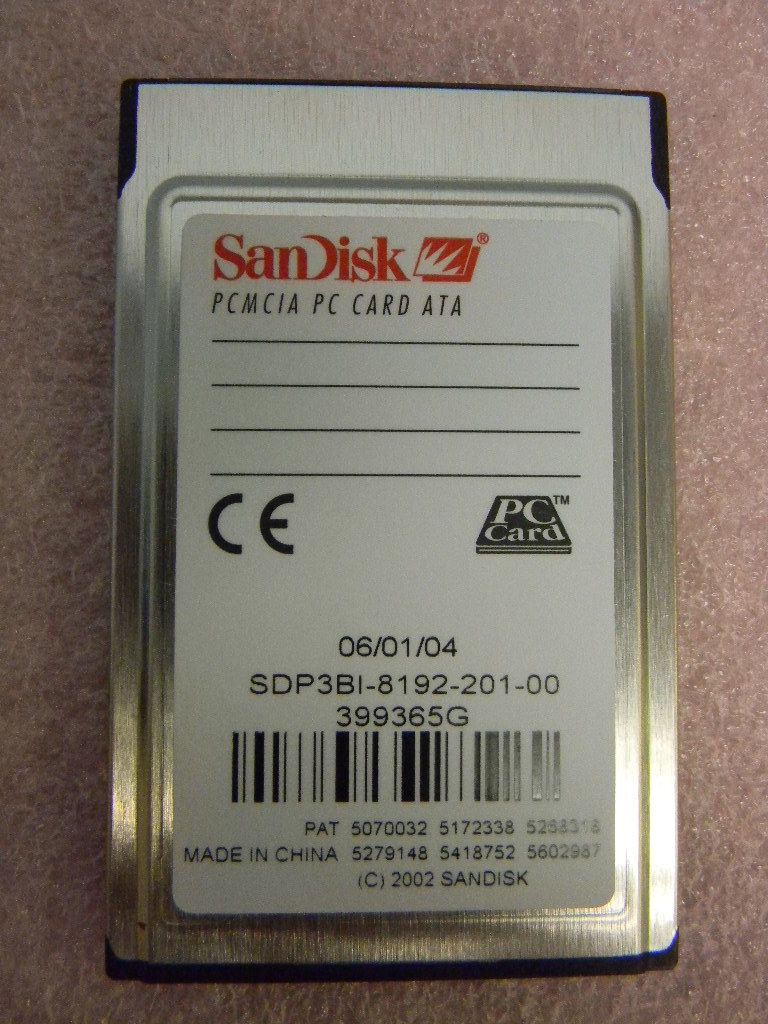 SanDisk ®
PCMCIA PC CARD ATA
CE
PC Card ™
06/01/04
SDP3BI-8192-201-00
399365G
PAT 5070032 5172338 5268318
MADE IN CHINA 5279148 5418752 5602987
(C) 2002 SANDISK